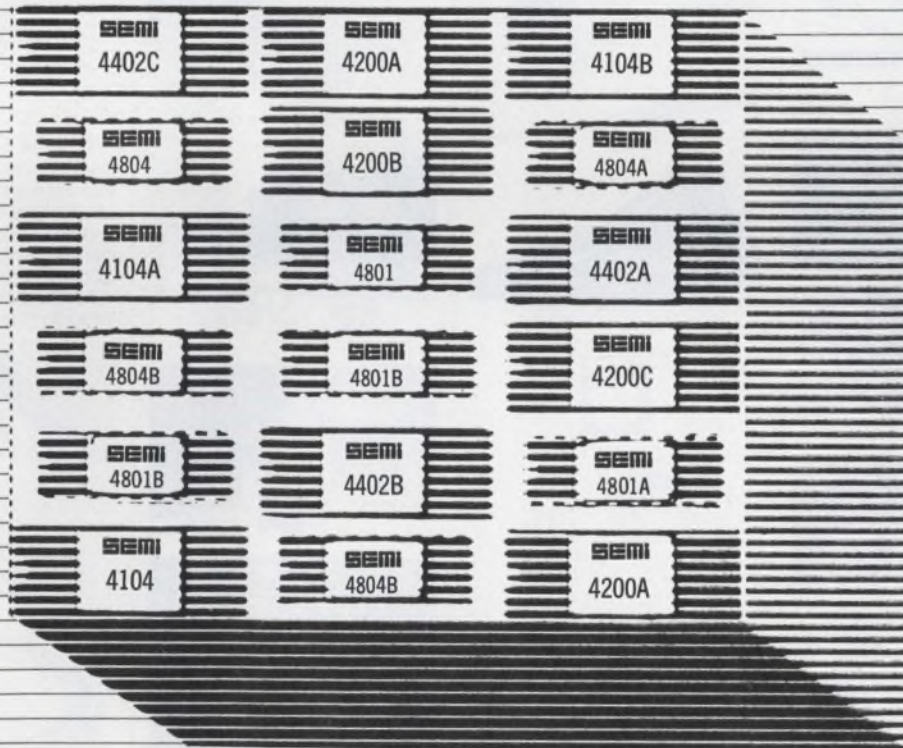 SEMI
4402C
SEMI
4200A
SEMI
4104B
SEMI
4804
SEMI
4200B
SEMI
4804A
SEMI
4104A
SEMI
4801
SEMI
4402A
SEMI
4804B
SEMI
4801B
SEMI
4200C
SEMI
4801B
SEMI
4402B
SEMI
4801A
SEMI
4104
SEMI
4804B
SEMI
4200A